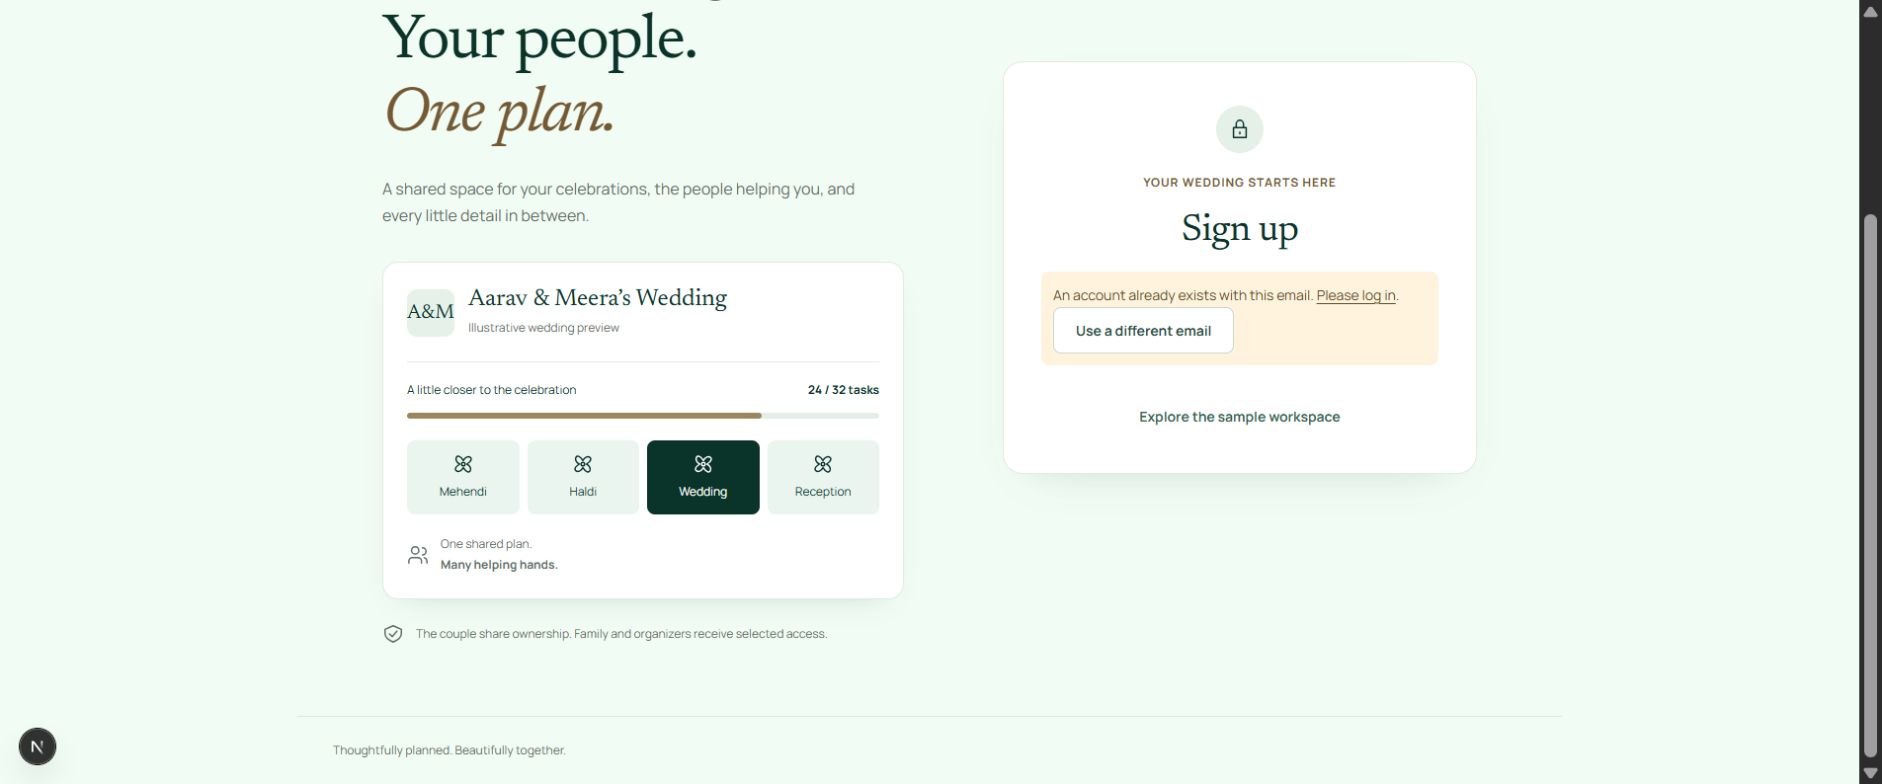 Your people.
One plan.
A shared space for your celebrations, the people helping you, and
every little detail in between.
A&M
Aarav & Meera’s Wedding
Illustrative wedding preview
A little closer to the celebration
24 / 32 tasks
Mehendi
Haldi
Wedding
Reception
One shared plan.
Many helping hands.
The couple share ownership. Family and organizers receive selected access.
YOUR WEDDING STARTS HERE
Sign up
An account already exists with this email. Please log in.
Use a different email
Explore the sample workspace
Thoughtfully planned. Beautifully together.
N